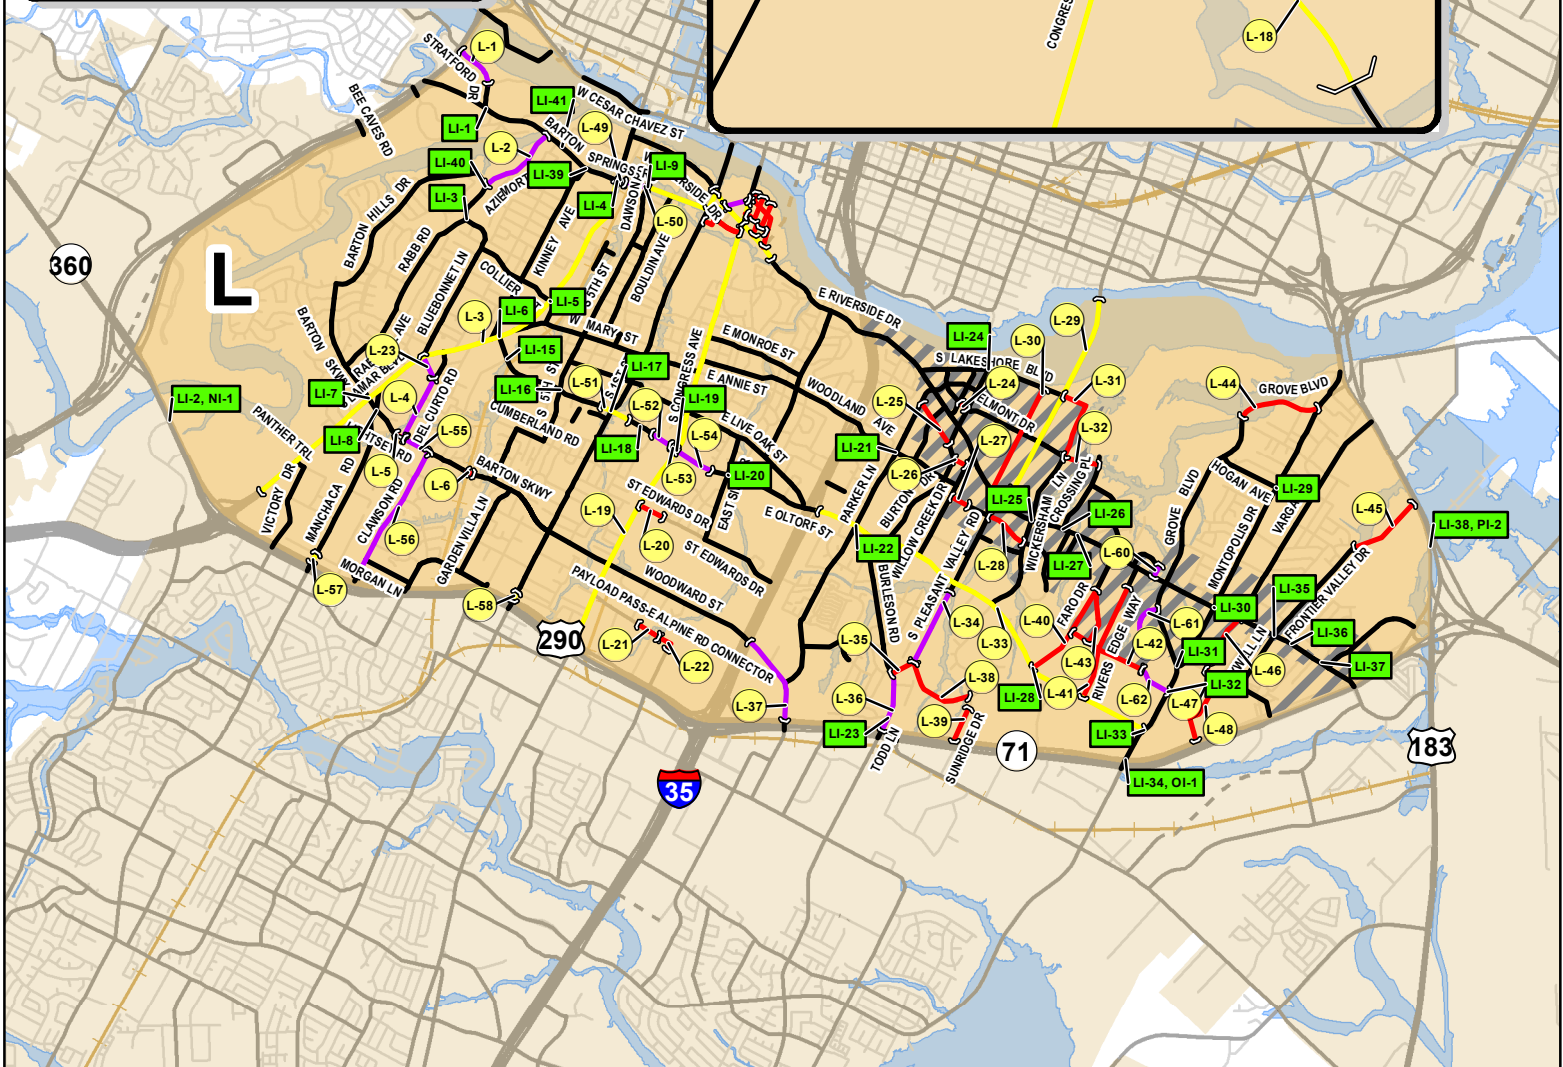 CONGRES
L-18
L-1
STRATFORD DR
BEE CAVES RD
LI-41
W CESAR CHAVEZ ST
LI-1
L-49
BARTON SPRINGS
L-2
LI-40
LI-39
LI-9
LI-3
LI-4
DAWSON
L-50
BARTON HILLS DR
RABB RD
KINNEY AVE
BOULDIN AVE
360
L
BLUEBONNET LN
COLLIER
5TH ST
LI-5
LI-6
L-3
E RIVERSIDE DR
W MARY ST
S CONGRESS AVE
E MONROE ST
L-29
LI-24
L-30
S LAKESHORE BLVD
BARTON SKWY
L-23
LI-15
LI-17
E ANNIE ST
LI-2, NI-1
LI-7
L-4
DEL CURTO RD
LI-16
L-51
L-52
LI-19
WOODLAND AVE
L-25
L-24
L-31
L-44
GROVE BLVD
PANTHER TRL
LI-8
L-55
CUMBERLAND RD
LI-18
L-54
E LIVE OAK ST
LI-21
L-27
L-32
L-5
L-6
BARTON SKWY
L-53
LI-20
L-26
HOGAN AVE
LI-29
VICTORY DR
MANCHACA RD
CLAWSON RD
GARDEN VILLA LN
L-19
ST EDWARDS DR
E OLTORF ST
PARKER LN
BURTON DR
LI-25
WICKERSHAM LN
CROSSING PL
LI-26
GROVE BLVD
MONTOPOLIS DR
L-45
LI-38, PI-2
L-56
L-20
ST EDWARDS DR
LI-22
WILLOW CREEK DR
L-28
LI-27
L-60
MORGAN LN
L-57
L-58
PAYLOAD PASS-E ALPINE RD CONNECTOR
WOODWARD ST
BURLESON RD
S PLEASANT VALLEY RD
FARO DR
LI-35
LI-30
FRONTIER VALLEY DR
290
L-21
L-22
L-35
L-34
L-33
L-40
L-61
LI-36
RIVERS EDGE WAY
L-42
LI-31
LI-37
L-43
L-46
L-37
L-36
L-38
LI-28
L-41
L-62
LI-32
L-47
LI-23
TODD LN
L-39
SUNRIDGE DR
71
LI-33
L-48
183
35
LI-34, OI-1